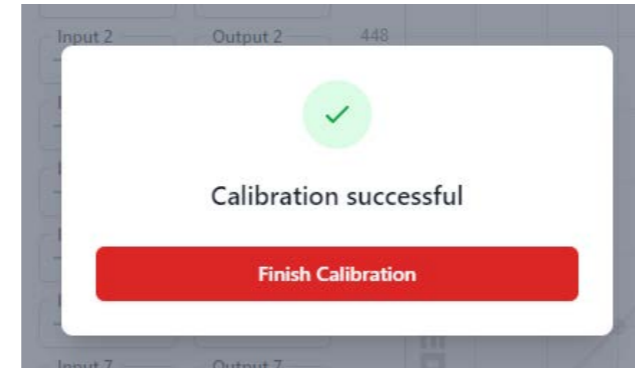 Input 2
Output 2
448
Calibration successful
Finish Calibration
Input 7
Output 7